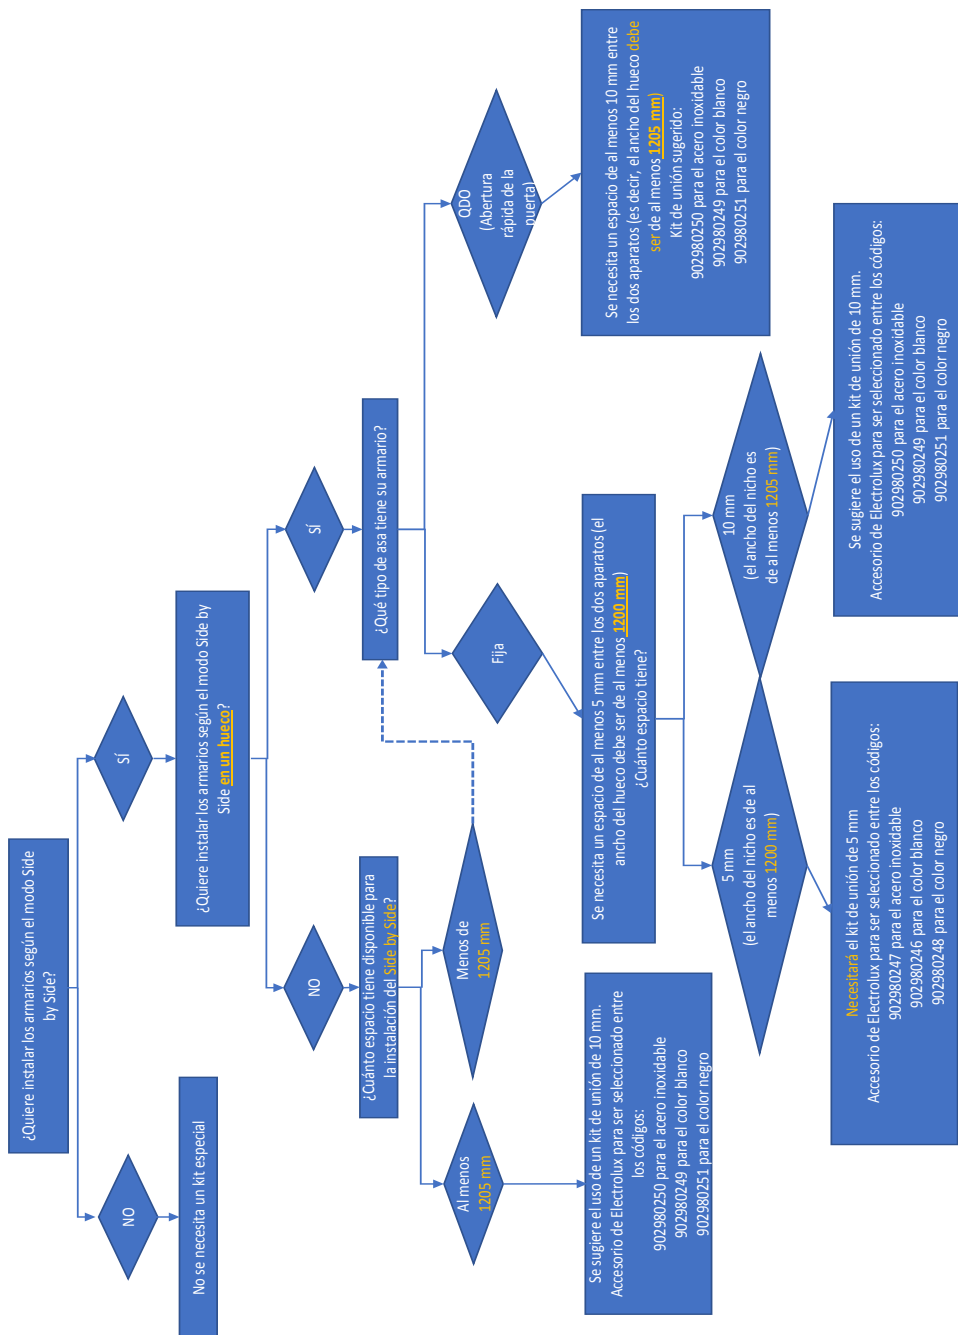 ¿Quiere instalar los armarios según el modo Side
by Side?
NO
No se necesita un kit especial
SÍ
¿Quiere instalar los armarios según el modo Side by
Side en un hueco?
NO
¿Cuánto espacio tiene disponible para
la instalación del Side by Side?
Al menos
1205 mm
Se sugiere el uso de un kit de unión de 10 mm.
Accesorio de Electrolux para ser seleccionado entre
los códigos:
902980250 para el acero inoxidable
902980249 para el color blanco
902980251 para el color negro
Menos de
1205 mm
SÍ
¿Qué tipo de asa tiene su armario?
Fija
Se necesita un espacio de al menos 5 mm entre los dos aparatos (el
ancho del hueco debe ser de al menos 1200 mm)
¿Cuánto espacio tiene?
5 mm
(el ancho del nicho es de al
menos 1200 mm)
Necesitará el kit de unión de 5 mm
Accesorio de Electrolux para ser seleccionado entre los códigos:
902980247 para el acero inoxidable
902980246 para el color blanco
902980248 para el color negro
10 mm
(el ancho del nicho es
de al menos 1205 mm)
Se sugiere el uso de un kit de unión de 10 mm.
Accesorio de Electrolux para ser seleccionado entre los códigos:
902980250 para el acero inoxidable
902980249 para el color blanco
902980251 para el color negro
QDO
(Abertura
rápida de la
puerta)
Se necesita un espacio de al menos 10 mm entre
los dos aparatos (es decir, el ancho del hueco debe
ser de al menos 1205 mm)
Kit de unión sugerido:
902980250 para el acero inoxidable
902980249 para el color blanco
902980251 para el color negro